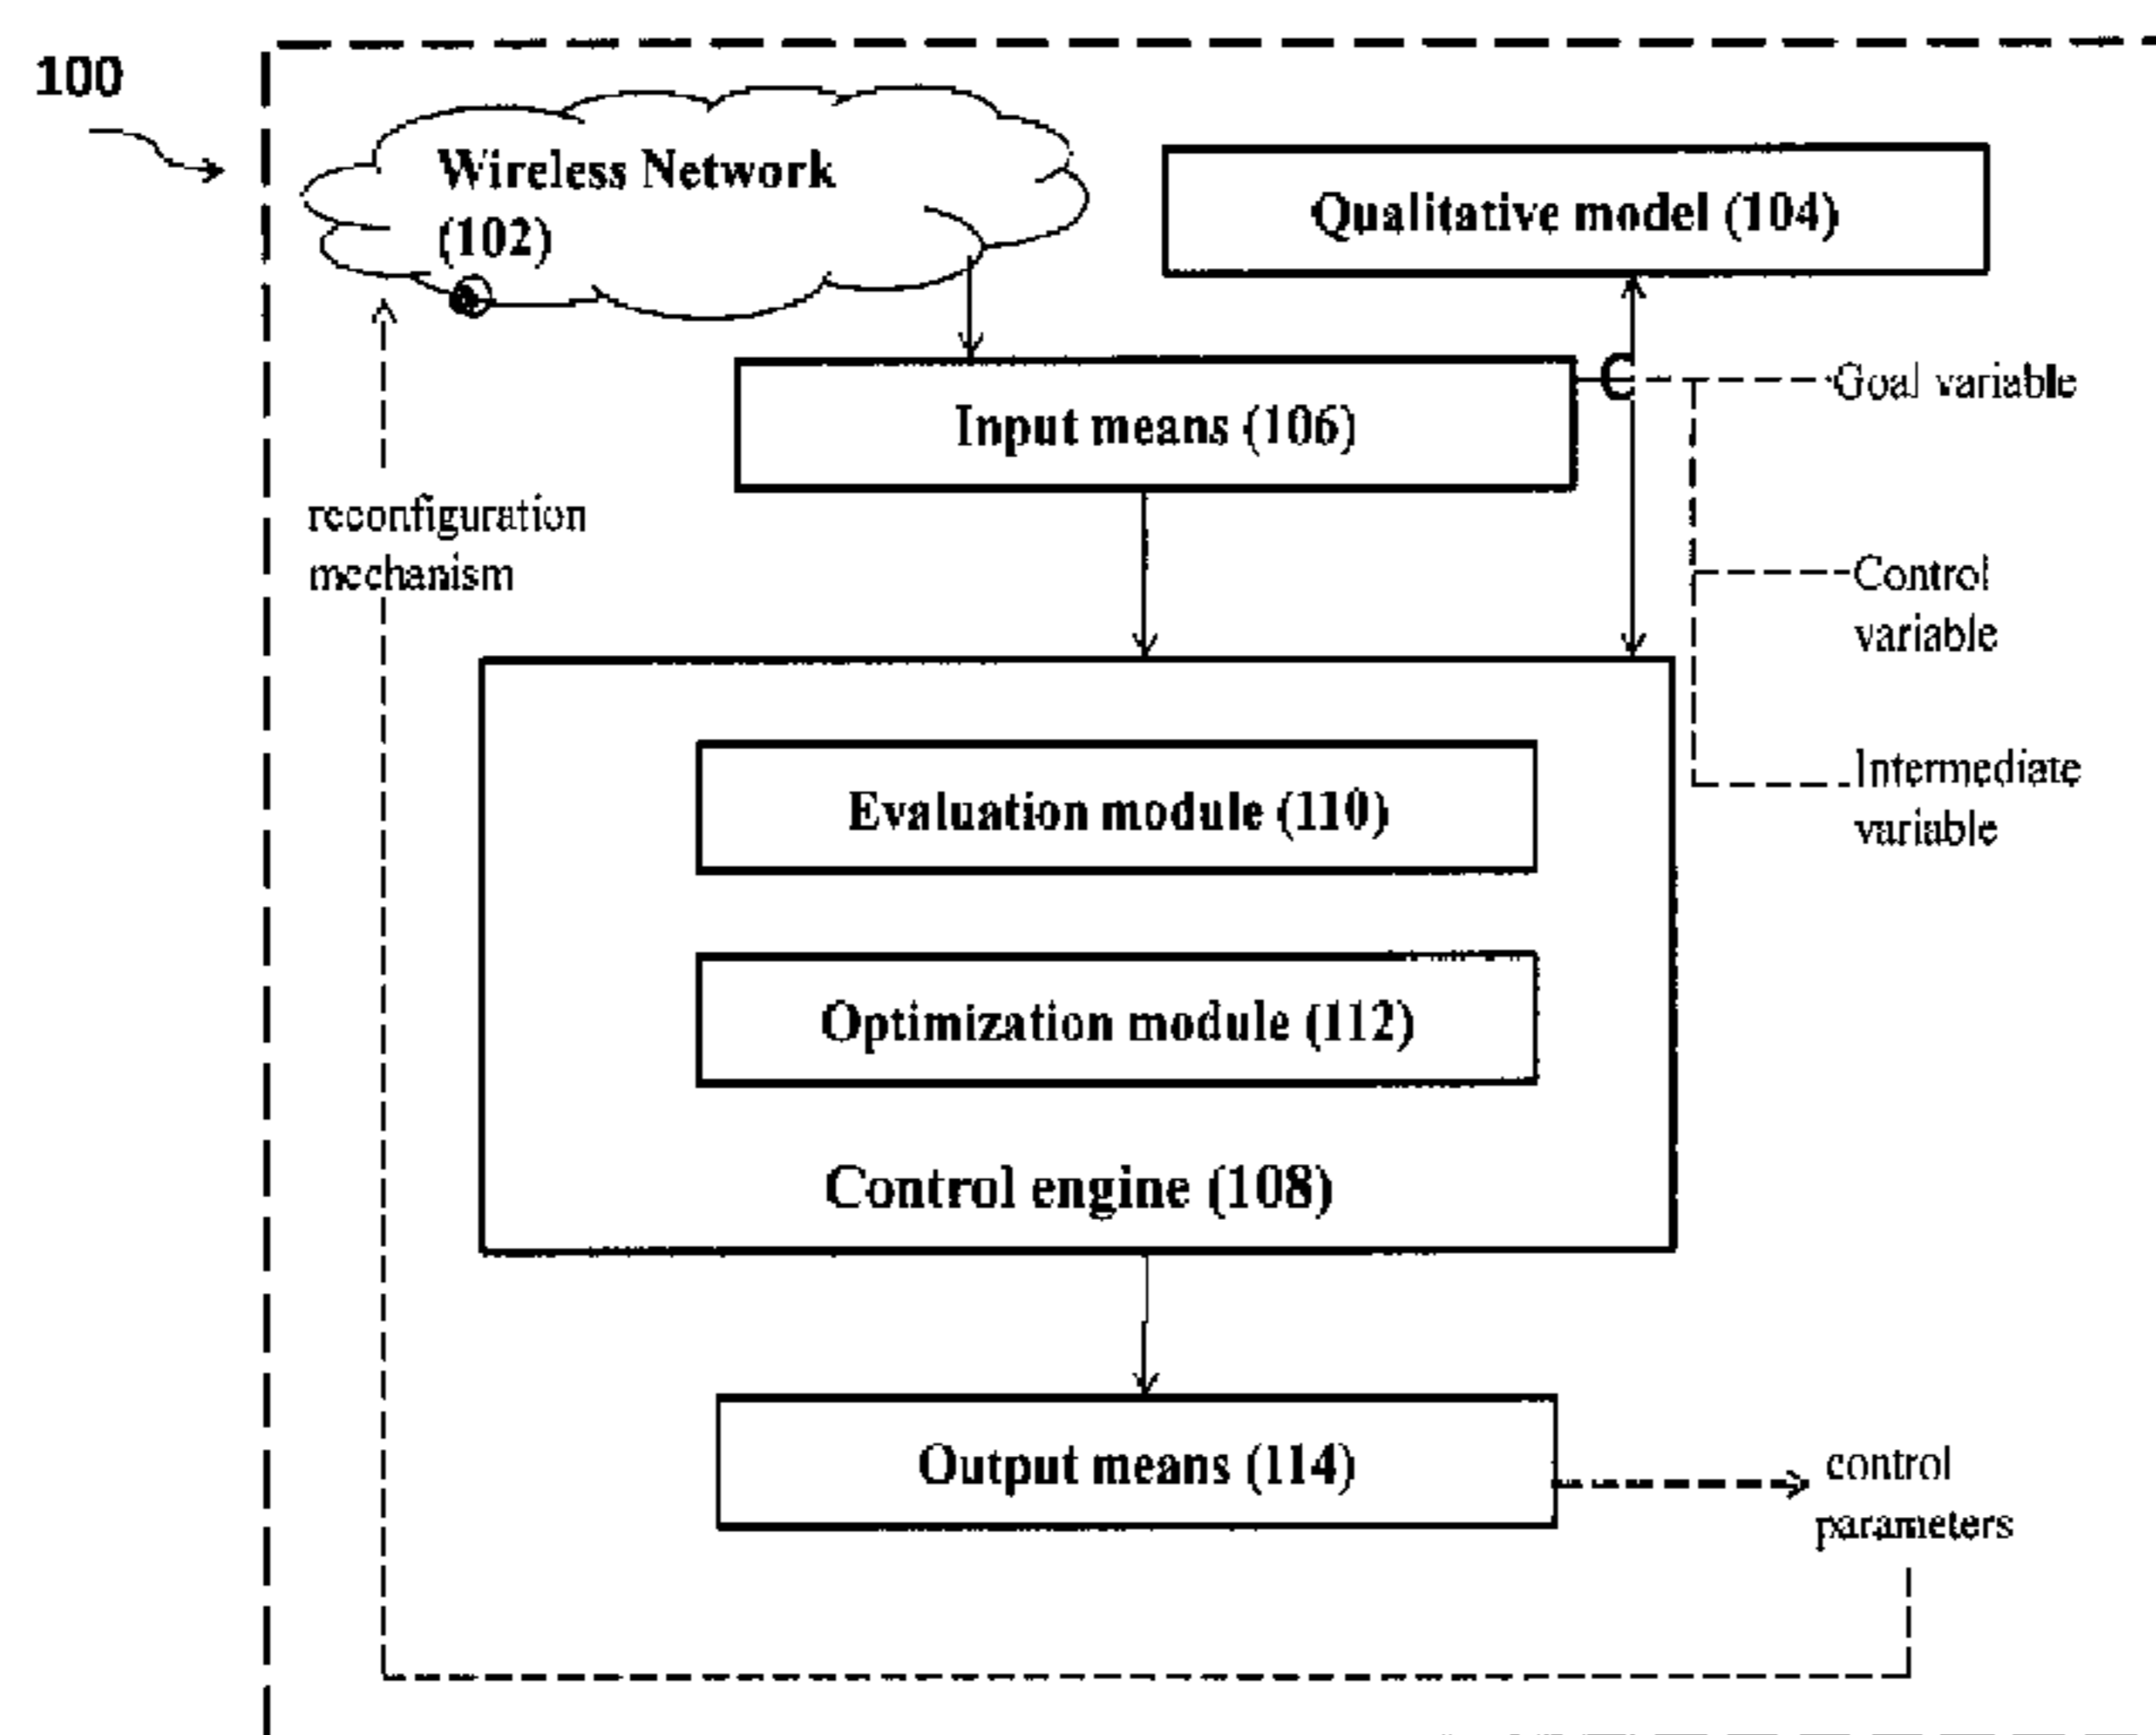 100
Wireless Network
(102)
Qualitative model (104)
Goal variable
Input means (106)
reconfiguration
mechanism
Control
variable
Evaluation module (110)
Intermediate
variable
Optimization module (112)
Control engine (108)
Output means (114)
control
parameters